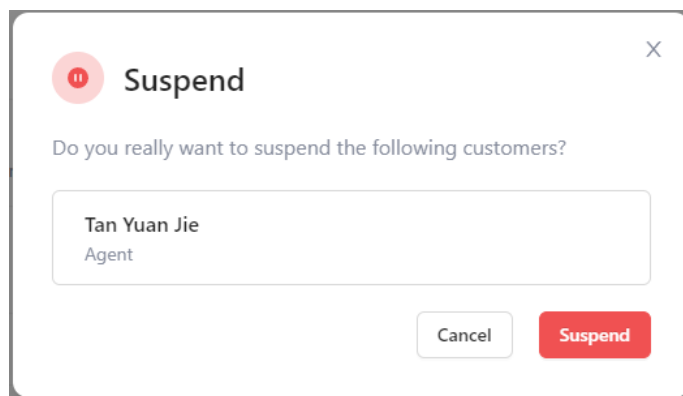 Suspend
Do you really want to suspend the following customers?
Tan Yuan Jie
Agent
Cancel
Suspend